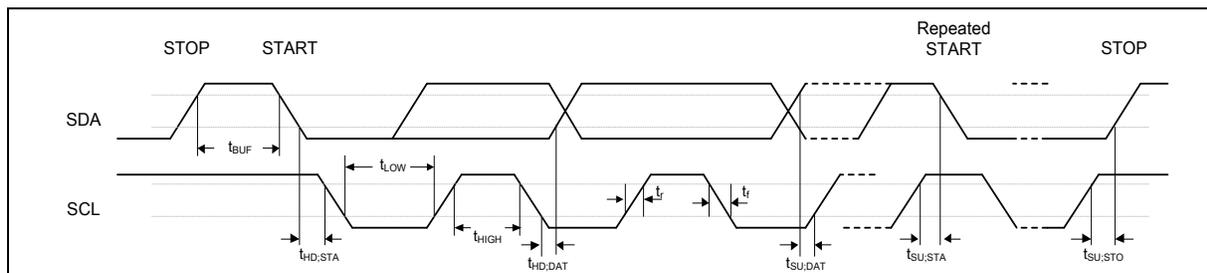 Repeated
STOP START START STOP
SDA
tBUF
tLOW
SCL
tr tf
tHIGH
tHD;STA tHD;DAT tSU;DAT tSU;STA tSU;STO